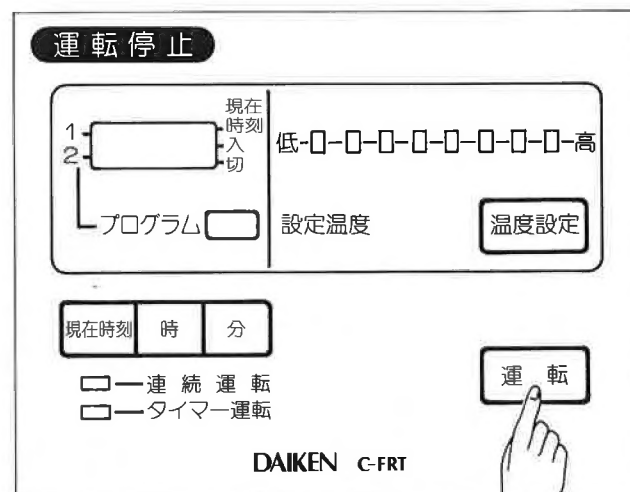 運転停止
1
2
現在
時刻
入
切
プログラム
低 高
設定温度
温度設定
現在時刻 時 分
連続運転
タイマー運転
運転
DAIKEN C-FRT